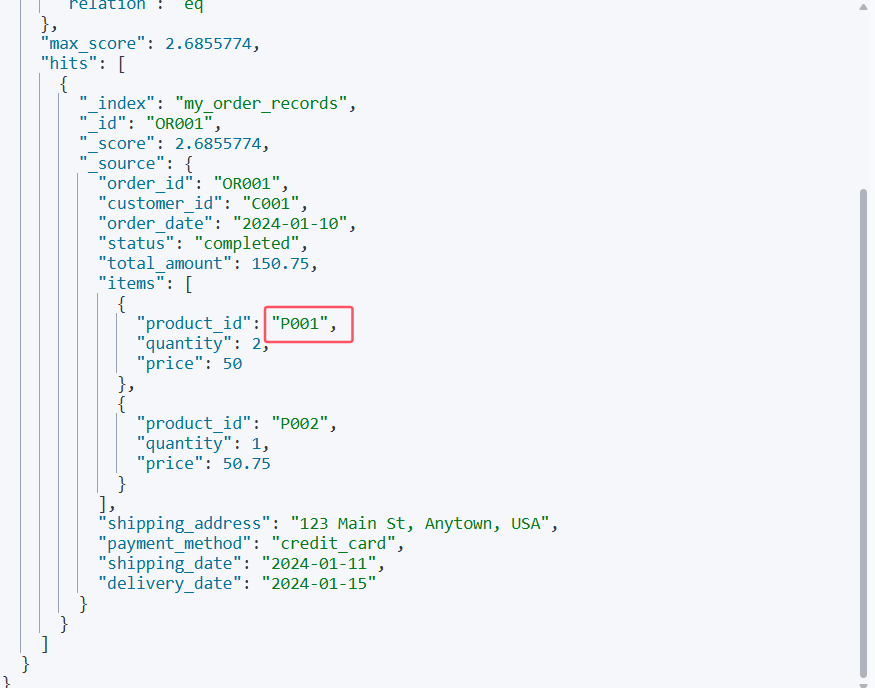 "relation": "eq"
},
"max_score": 2.6855774,
"hits": [
{
"_index": "my_order_records",
"_id": "OR001",
"_score": 2.6855774,
"_source": {
"order_id": "OR001",
"customer_id": "C001",
"order_date": "2024-01-10",
"status": "completed",
"total_amount": 150.75,
"items": [
{
"product_id": "P001",
"quantity": 2,
"price": 50
},
{
"product_id": "P002",
"quantity": 1,
"price": 50.75
}
],
"shipping_address": "123 Main St, Anytown, USA",
"payment_method": "credit_card",
"shipping_date": "2024-01-11",
"delivery_date": "2024-01-15"
}
}
]
}
}